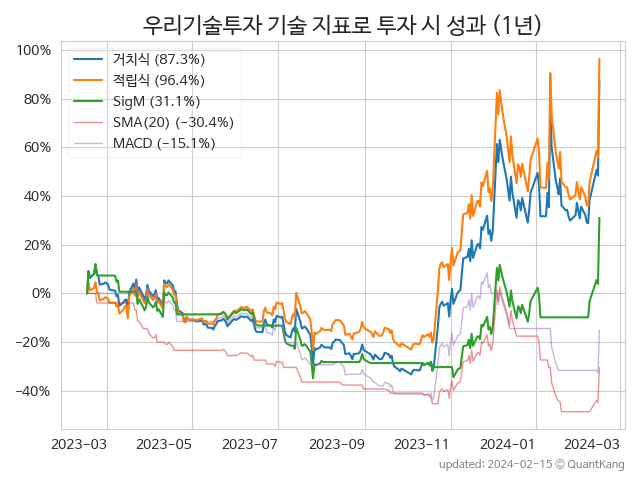 우리기술투자 기술 지표로 투자 시 성과 (1년)
거치식 (87.3%)
적립식 (96.4%)
SigM (31.1%)
SMA(20) (−30.4%)
MACD (−15.1%)
100%
80%
60%
40%
20%
0%
−20%
−40%
2023-03 2023-05 2023-07 2023-09 2023-11 2024-01 2024-03
updated: 2024-02-15 © QuantKang